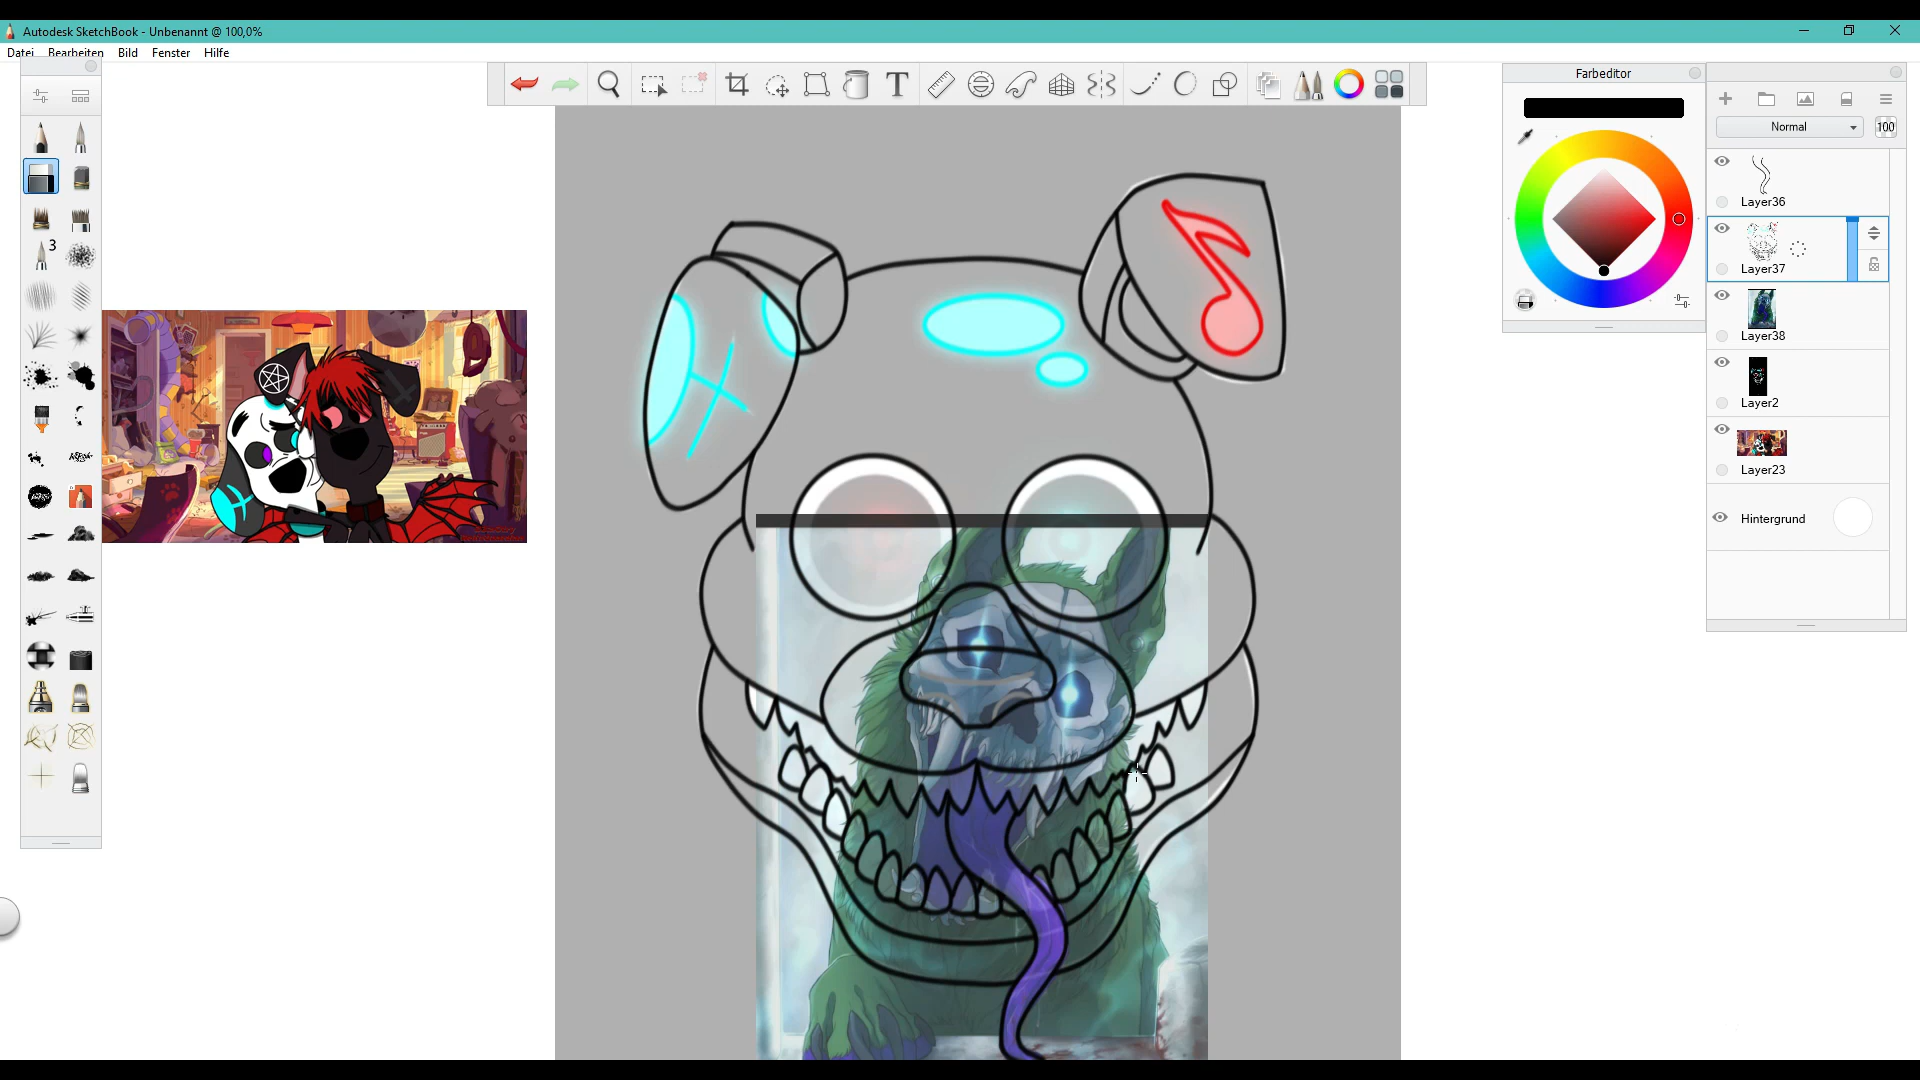 Autodesk SketchBook - Unbenannt @ 100,0%
Datei Bearbeiten Bild Fenster Hilfe
T
3
Farbeditor
Normal 100
Layer36
Layer37
Layer38
Layer2
Layer23
Hintergrund